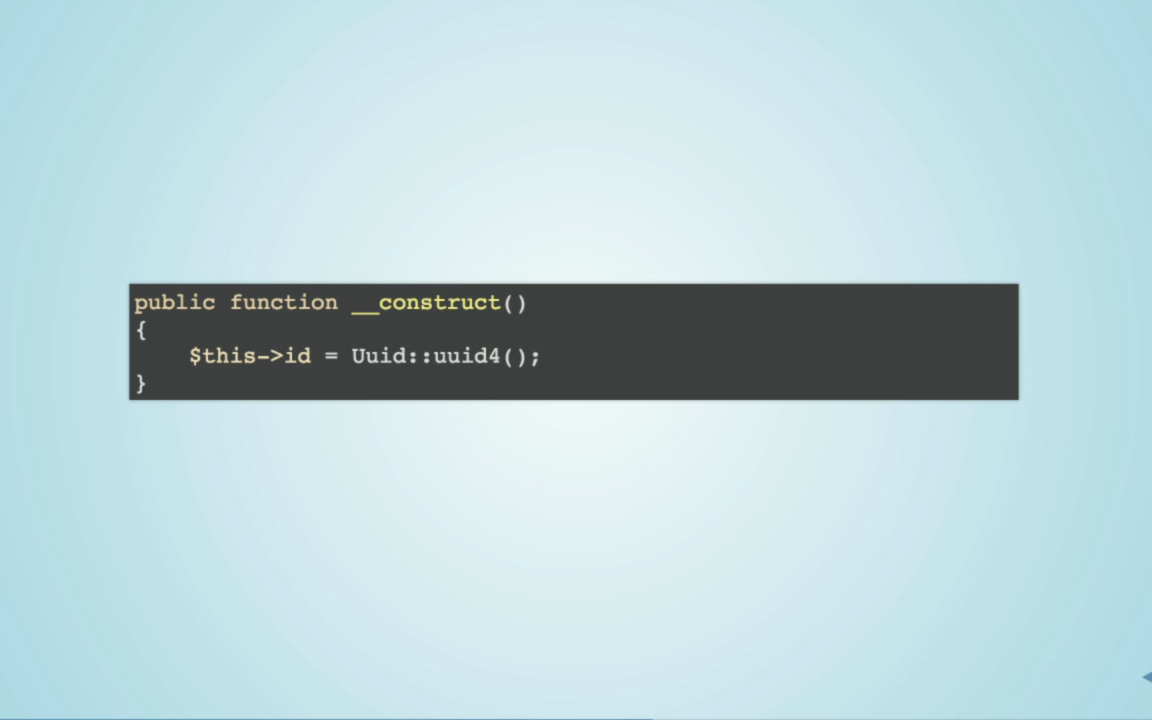 public function __construct()
{
    $this->id = Uuid::uuid4();
}